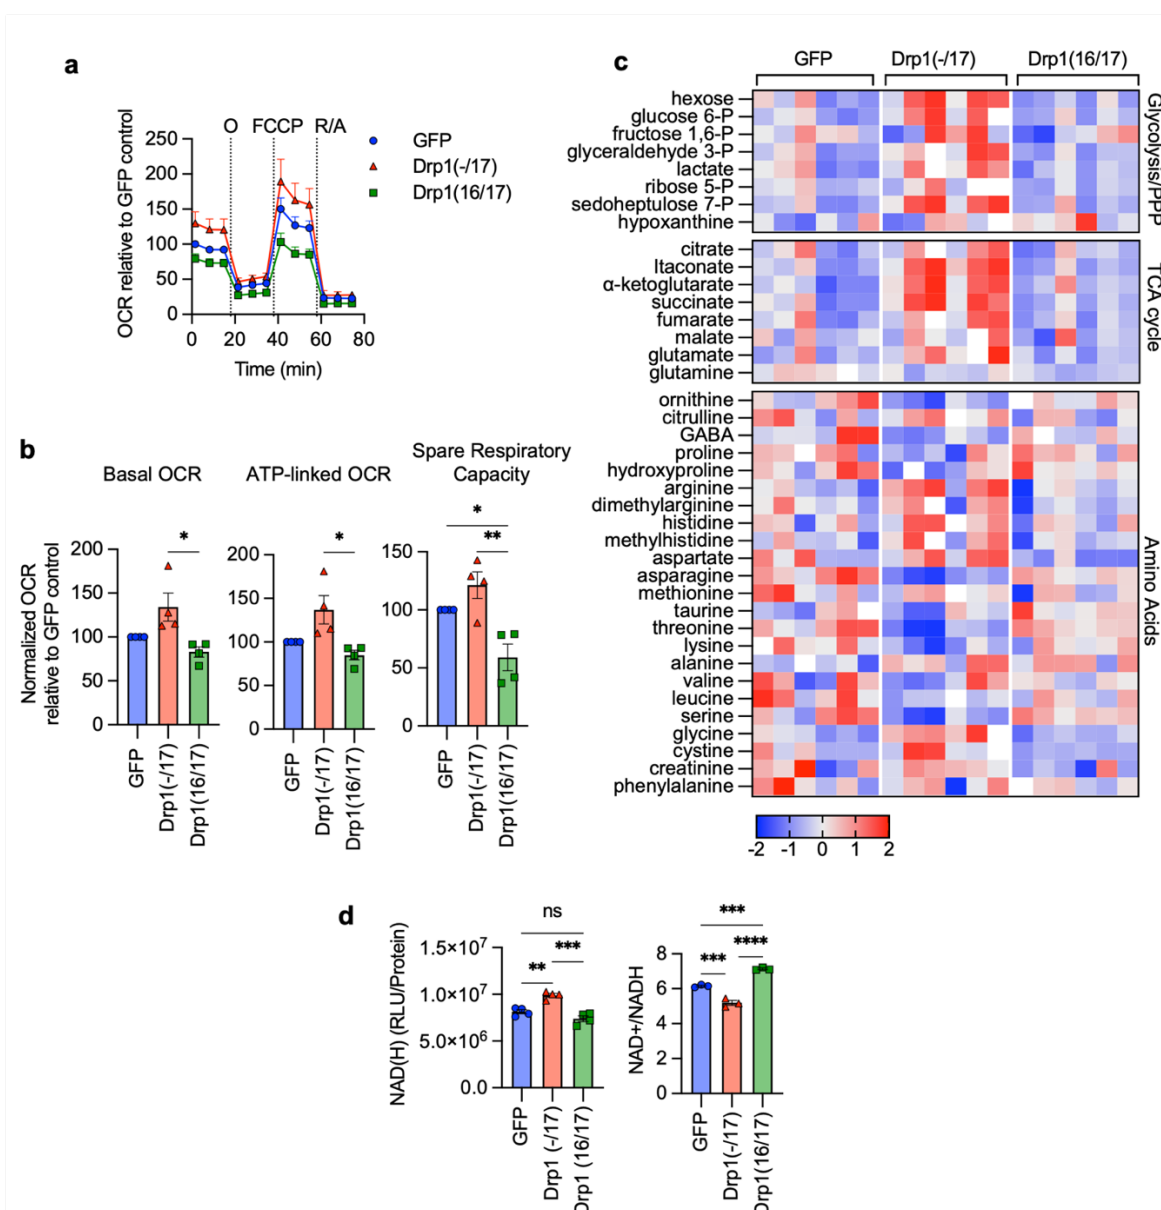 a
O FCCP R/A
OCR relative to GFP control
250
200
150
100
50
0
0 20 40 60 80
Time (min)
GFP
Drp1(-/17)
Drp1(16/17)
b
Basal OCR
ATP-linked OCR
Spare Respiratory
Capacity
Normalized OCR
relative to GFP control
*
200
150
100
50
0
GFP
Drp1(-/17)
Drp1(16/17)
*
200
150
100
50
0
GFP
Drp1(-/17)
Drp1(16/17)
*
**
150
100
50
0
GFP
Drp1(-/17)
Drp1(16/17)
c
GFP Drp1(-/17) Drp1(16/17)
hexose
glucose 6-P
fructose 1,6-P
glyceraldehyde 3-P
lactate
ribose 5-P
sedoheptulose 7-P
hypoxanthine
Glycolysis/PPP
citrate
Itaconate
α-ketoglutarate
succinate
fumarate
malate
glutamate
glutamine
TCA cycle
ornithine
citrulline
GABA
proline
hydroxyproline
arginine
dimethylarginine
histidine
methylhistidine
aspartate
asparagine
methionine
taurine
threonine
lysine
alanine
valine
leucine
serine
glycine
cystine
creatinine
phenylalanine
Amino Acids
-2 -1 0 1 2
d
NAD(H) (RLU/Protein)
ns
***
**
1.5×10⁷
1.0×10⁷
5.0×10⁶
0.0
GFP
Drp1 (-/17)
Drp1 (16/17)
NAD+/NADH
***
****
***
8
6
4
2
0
GFP
Drp1(-/17)
Drp1(16/17)